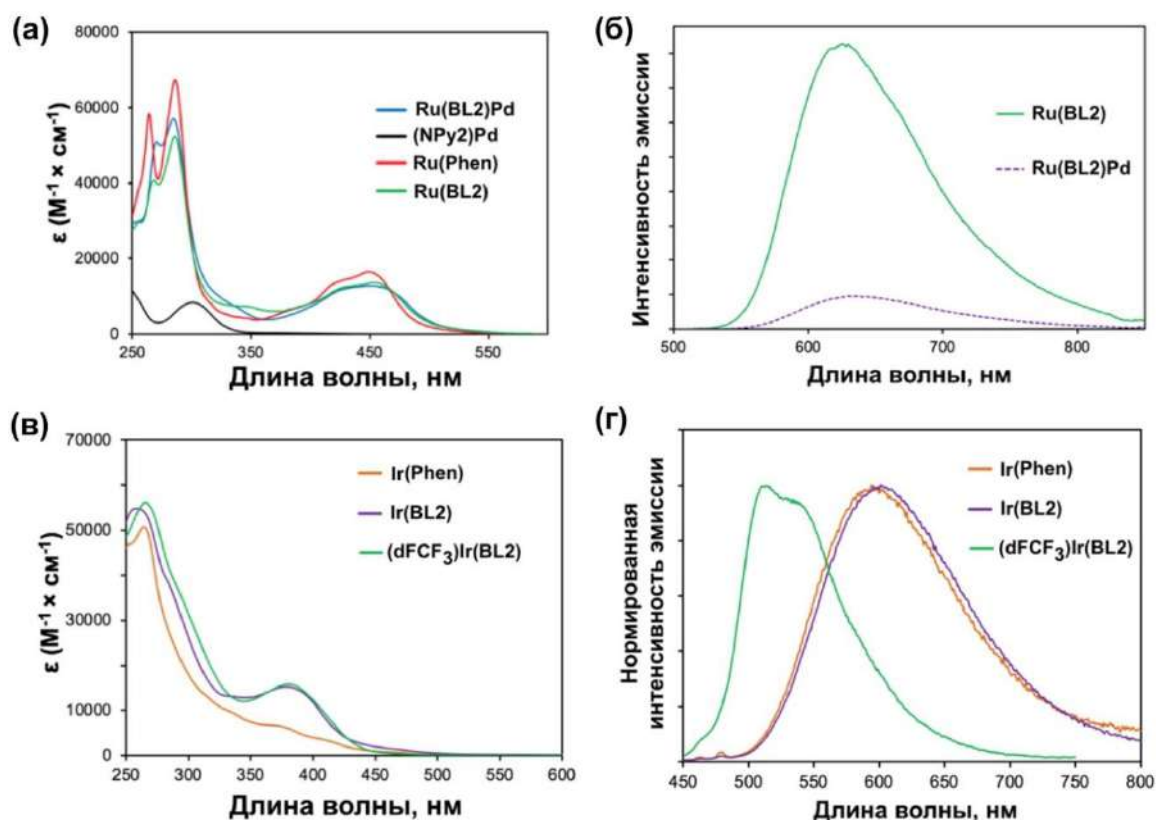 (а)
80000
60000
40000
20000
0
ε (М⁻¹ × см⁻¹)
250
350
450
550
Длина волны, нм
Ru(BL2)Pd
(NPy2)Pd
Ru(Phen)
Ru(BL2)
(б)
Интенсивность эмиссии
500
600
700
800
Длина волны, нм
Ru(BL2)
Ru(BL2)Pd
(в)
70000
50000
30000
10000
0
ε (М⁻¹ × см⁻¹)
250
300
350
400
450
500
550
600
Длина волны, нм
Ir(Phen)
Ir(BL2)
(dFCF₃)Ir(BL2)
(г)
Нормированная
интенсивность эмиссии
450
500
550
600
650
700
750
800
Длина волны, нм
Ir(Phen)
Ir(BL2)
(dFCF₃)Ir(BL2)